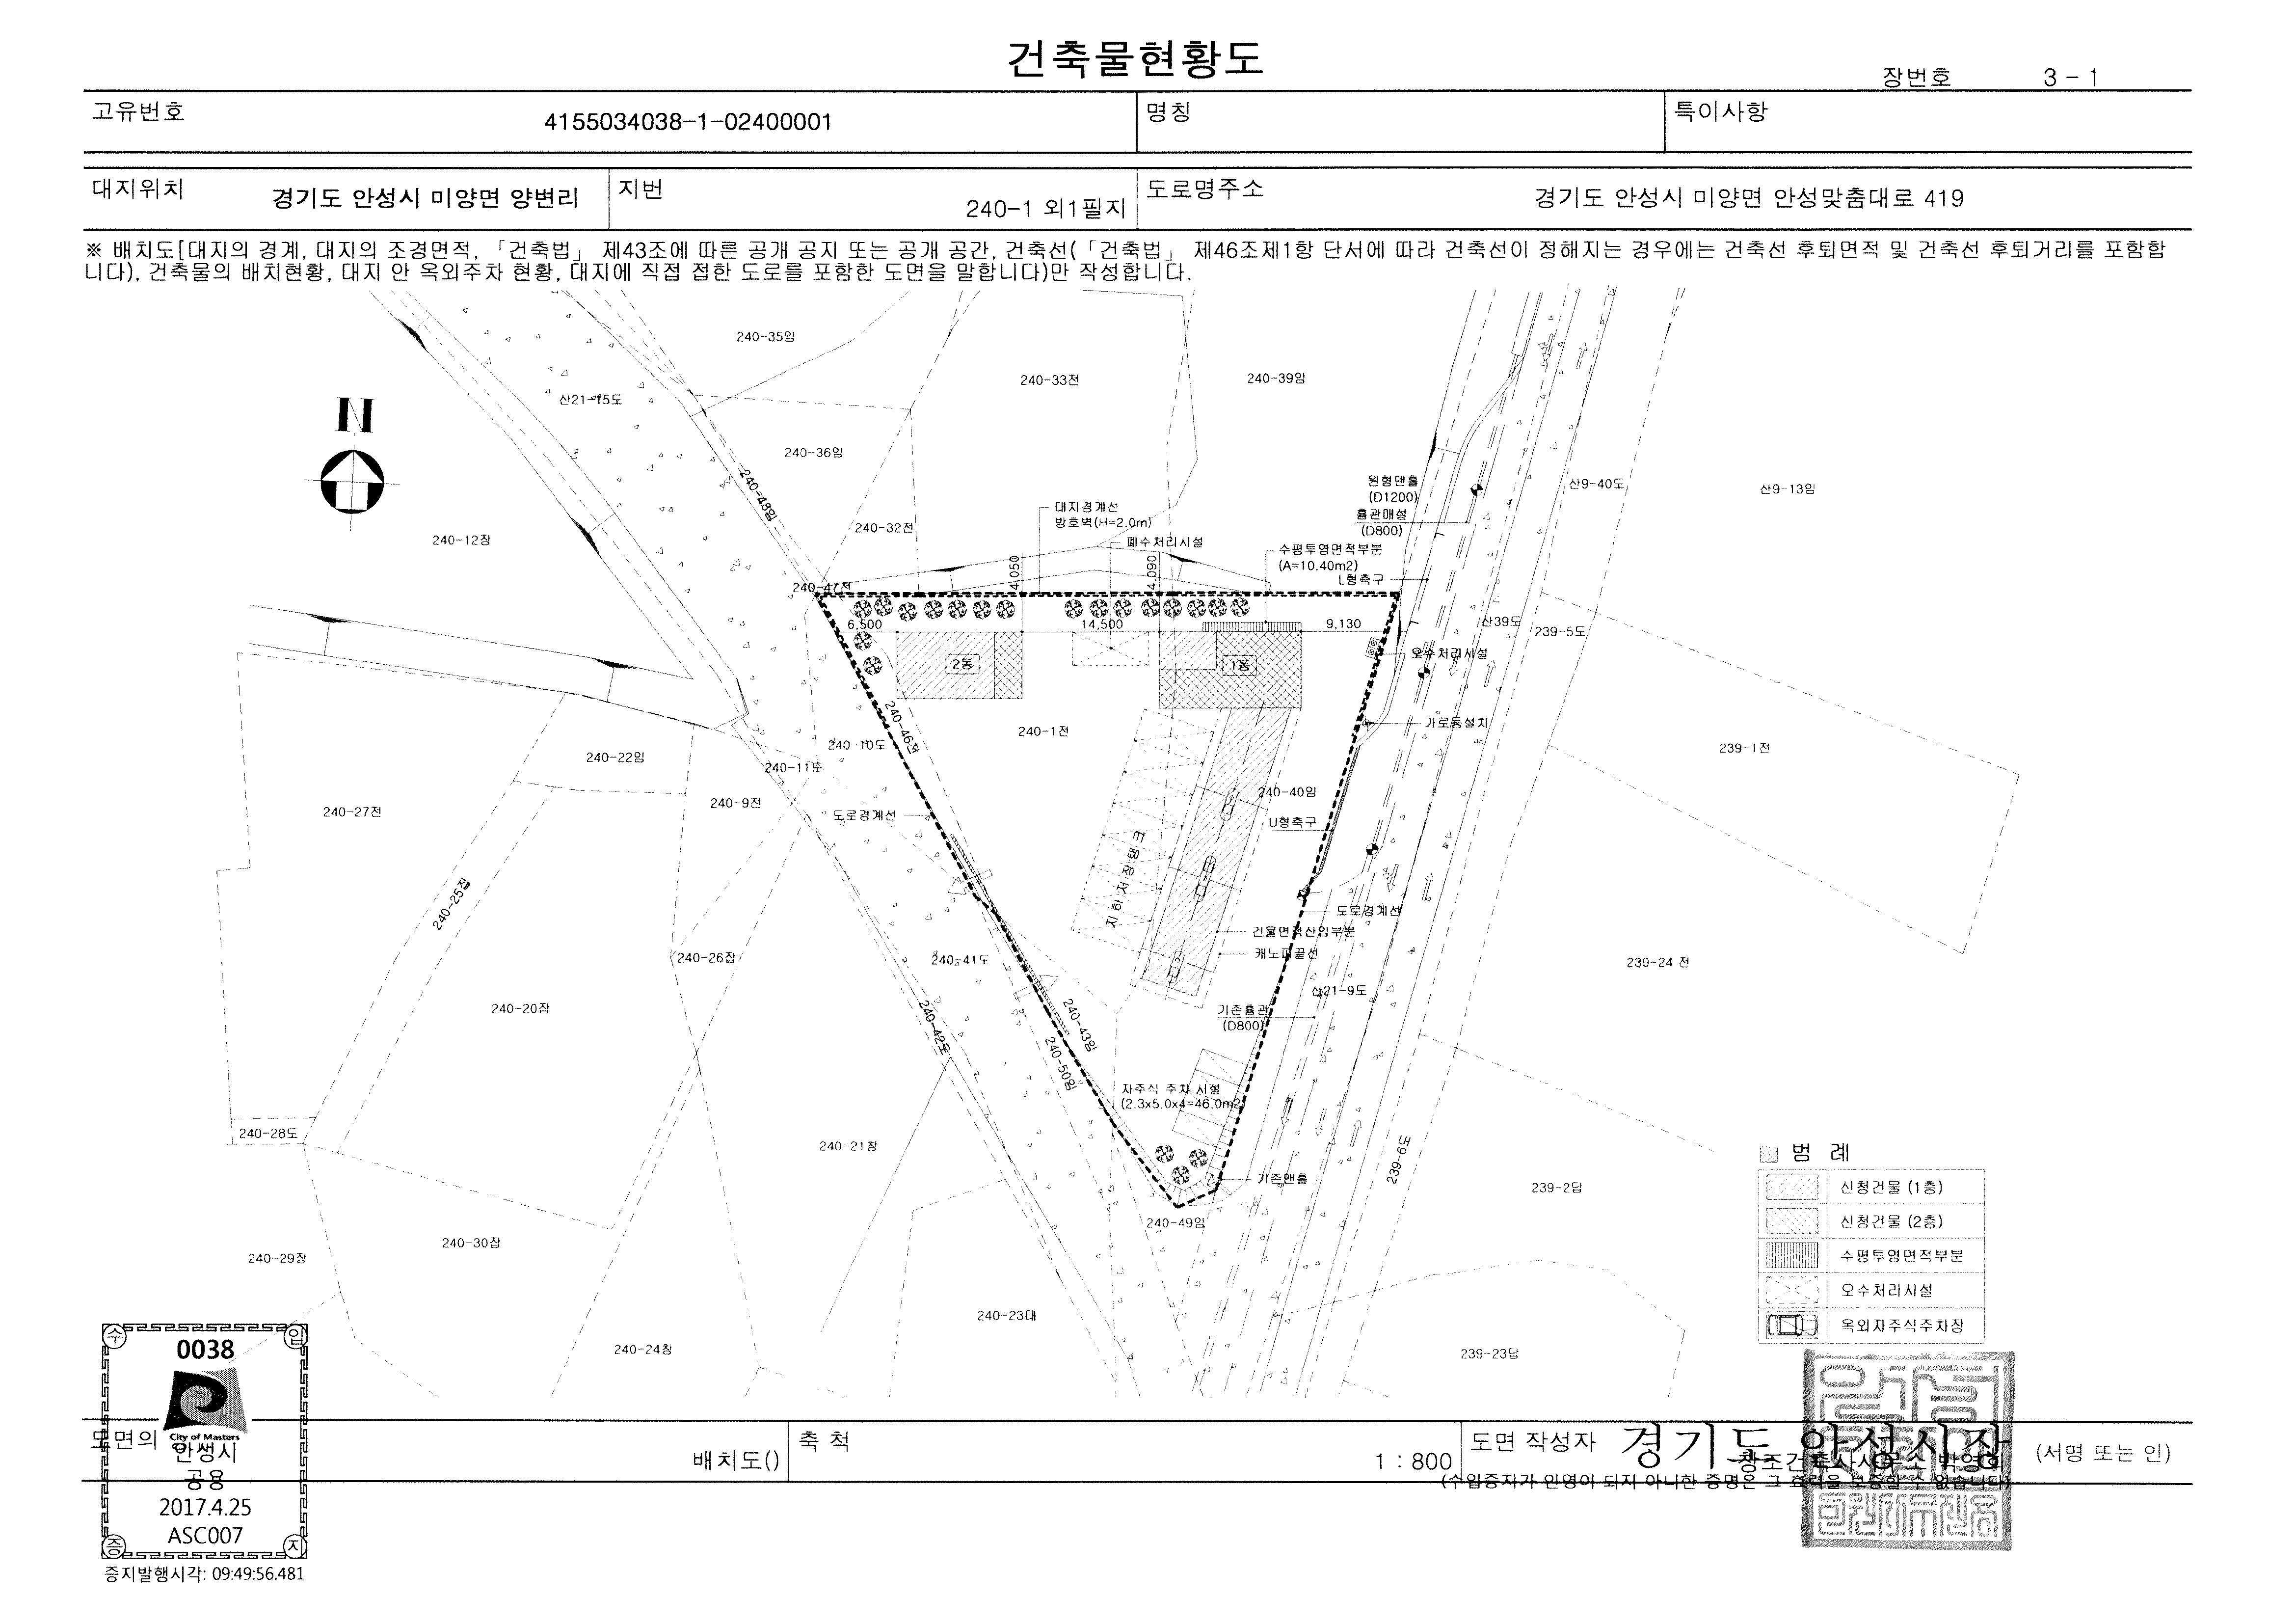 건축물현황도
장번호 3 - 1
고유번호 4155034038-1-02400001 명칭 특이사항
대지위치 경기도 안성시 미양면 양변리 지번 240-1 외1필지 도로명주소 경기도 안성시 미양면 안성맞춤대로 419
※ 배치도[대지의 경계, 대지의 조경면적, 「건축법」 제43조에 따른 공개 공지 또는 공개 공간, 건축선(「건축법」 제46조제1항 단서에 따라 건축선이 정해지는 경우에는 건축선 후퇴면적 및 건축선 후퇴거리를 포함합
니다), 건축물의 배치현황, 대지 안 옥외주차 현황, 대지에 직접 접한 도로를 포함한 도면을 말합니다)만 작성합니다.
240-35임
240-33전
240-39임
산21-15도
N
240-36임
240-48임
원형맨홀
(D1200)
흄관매설
(D800)
산9-40도
산9-13임
240-12장
240-32전
대지경계선
방호벽(H=2.0m)
폐수처리시설
수평투영면적부분
(A=10.40m2)
L형측구
4,050
4,090
240-47전
6,500
14,500
9,130
산39도
239-5도
2동
1동
오수처리시설
240-46전
240-1전
가로등설치
240-10도
240-11도
240-22임
239-1전
240-9전
240-27전
도로경계선
240-40임
U형측구
지하저장탱크
240-25잡
도로경계선
건물면적산입부분
캐노피끝선
240-26잡
240-41도
239-24 전
산21-9도
240-20잡
240-42도
240-43임
240-50임
기존흄관
(D800)
자주식 주차 시설
(2.3x5.0x4=46.0m2)
240-28도
240-21창
239-6도
기존맨홀
239-2답
240-49임
240-30잡
240-29장
240-23대
240-24창
239-23답
범 례
신청건물 (1층)
신청건물 (2층)
수평투영면적부분
오수처리시설
옥외자주식주차장
수 입
0038
City of Masters
안성시
공용
2017.4.25
ASC007
증 지
증지발행시각: 09:49:56.481
도면의 배치도() 축 척 1 : 800 도면 작성자 창조건축사사무소 박영희 (서명 또는 인)
경기도 안성시장
(수입증지가 인영이 되지 아니한 증명은 그 효력을 보증할 수 없습니다)